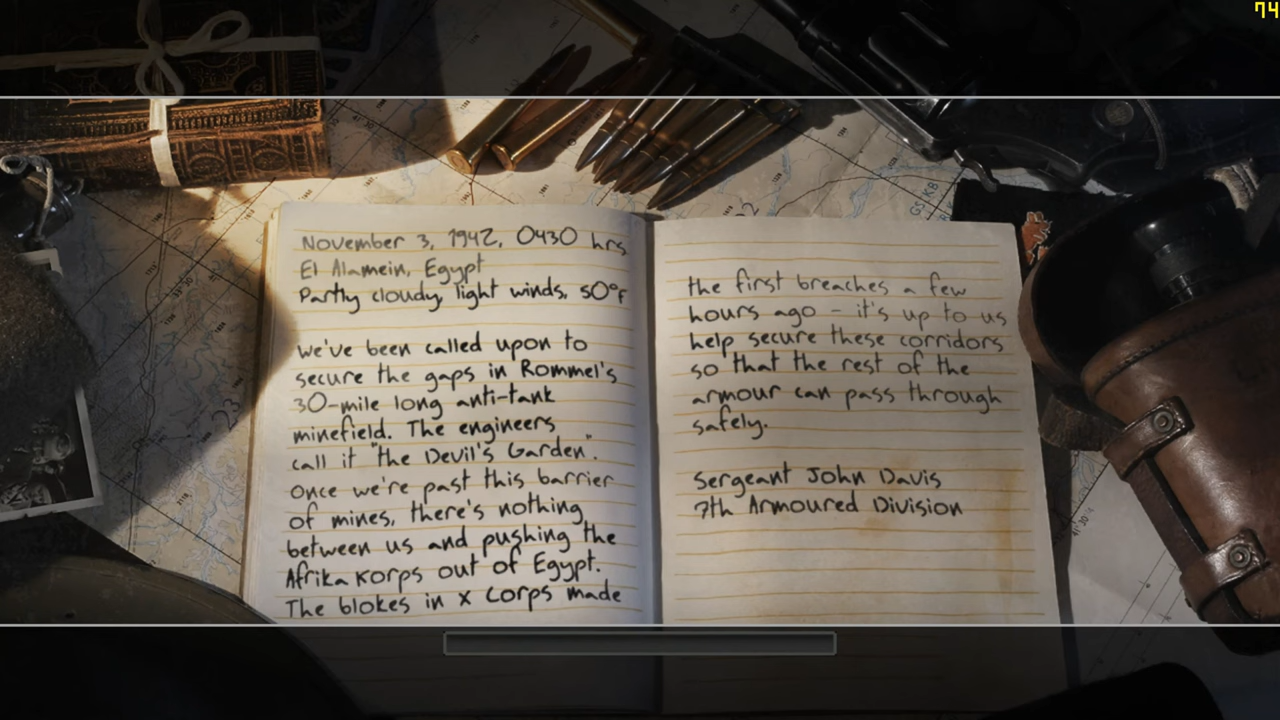 74
November 3, 1942, 0430 hrs
El Alamein, Egypt
Partly cloudy, light winds, 50°F
We've been called upon to
secure the gaps in Rommel's
30-mile long anti-tank
minefield. The engineers
call it "the Devil's Garden".
Once we're past this barrier
of mines, there's nothing
between us and pushing the
Afrika Korps out of Egypt.
The blokes in X Corps made
the first breaches a few
hours ago - it's up to us
help secure these corridors
so that the rest of the
armour can pass through
safely.
Sergeant John Davis
7th Armoured Division
GSJKB